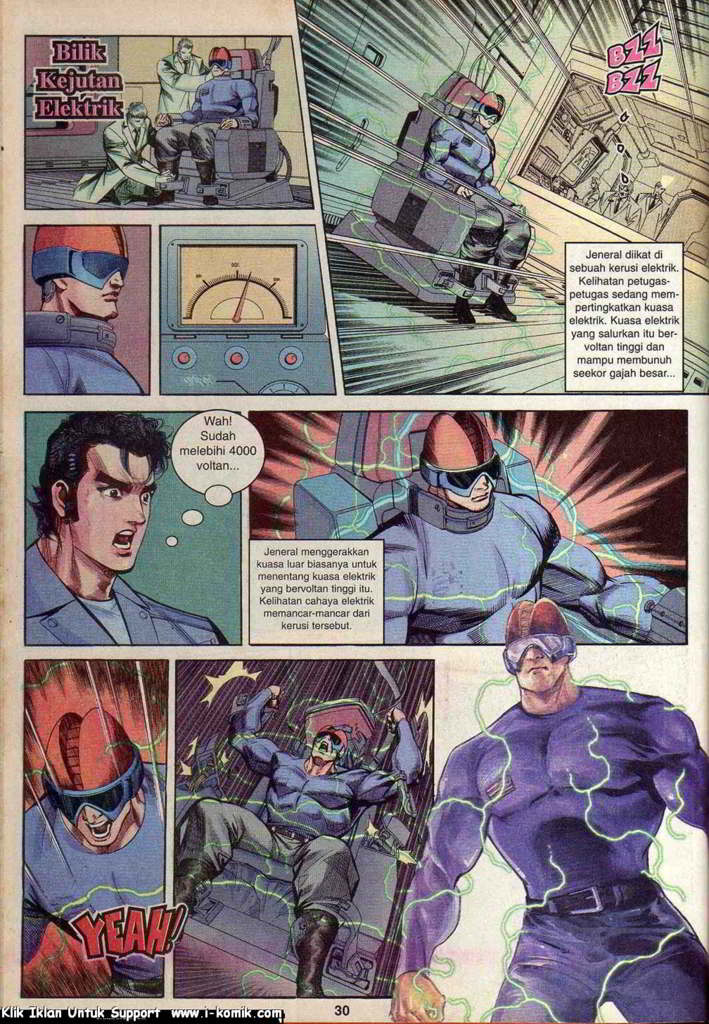 Bilik
Kejutan
Elektrik
BZZ
BZZ
Jeneral diikat di
sebuah kerusi elektrik.
Kelihatan petugas-
petugas sedang mem-
pertingkatkan kuasa
elektrik. Kuasa elektrik
yang salurkan itu ber-
voltan tinggi dan
mampu membunuh
seekor gajah besar...
Wah!
Sudah
melebihi 4000
voltan...
Jeneral menggerakkan
kuasa luar biasanya untuk
menentang kuasa elektrik
yang bervoltan tinggi itu.
Kelihatan cahaya elektrik
memancar-mancar dari
kerusi tersebut.
YEAH!
Klik Iklan Untuk Support www.i-komik.com
30